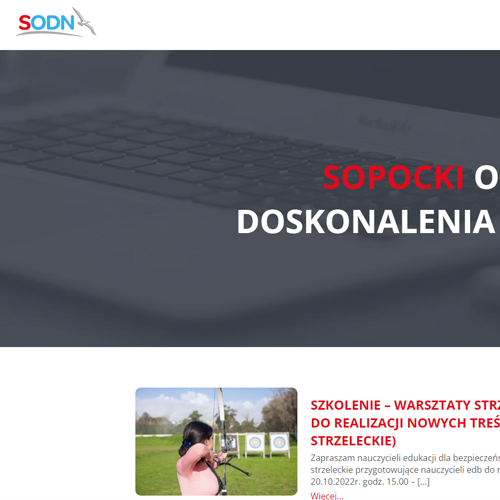 SODN
SOPOCKI O
DOSKONALENIA
SZKOLENIE – WARSZTATY STRZ
DO REALIZACJI NOWYCH TREŚ
STRZELECKIE)
Zapraszam nauczycieli edukacji dla bezpieczeńs
strzeleckie przygotowujące nauczycieli edb do r
20.10.2022r. godz. 15.00 – [...]
Więcej...